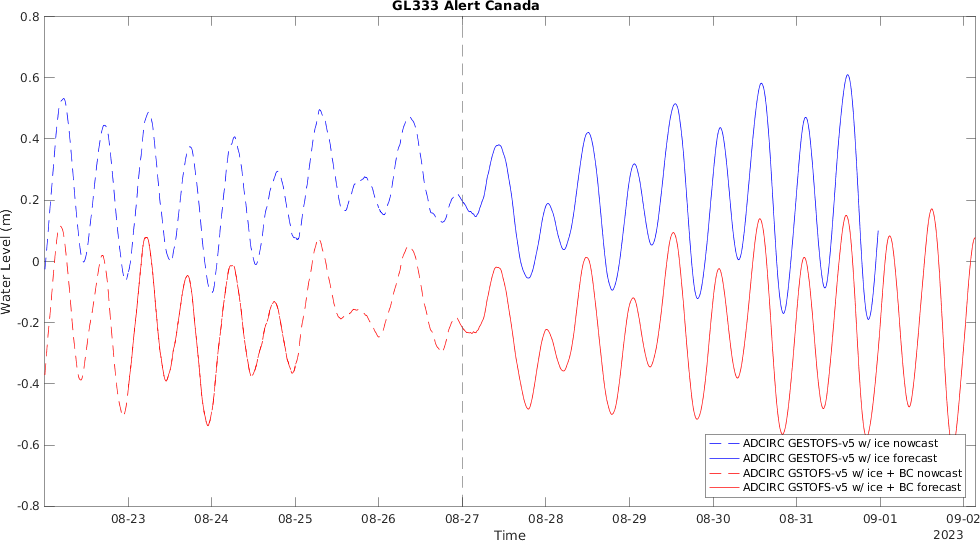 GL333 Alert Canada
0.8
0.6
0.4
0.2
0
-0.2
-0.4
-0.6
-0.8
Water Level (m)
08-23 08-24 08-25 08-26 08-27 08-28 08-29 08-30 08-31 09-01 09-02
Time
2023
ADCIRC GESTOFS-v5 w/ ice nowcast
ADCIRC GESTOFS-v5 w/ ice forecast
ADCIRC GSTOFS-v5 w/ ice + BC nowcast
ADCIRC GSTOFS-v5 w/ ice + BC forecast